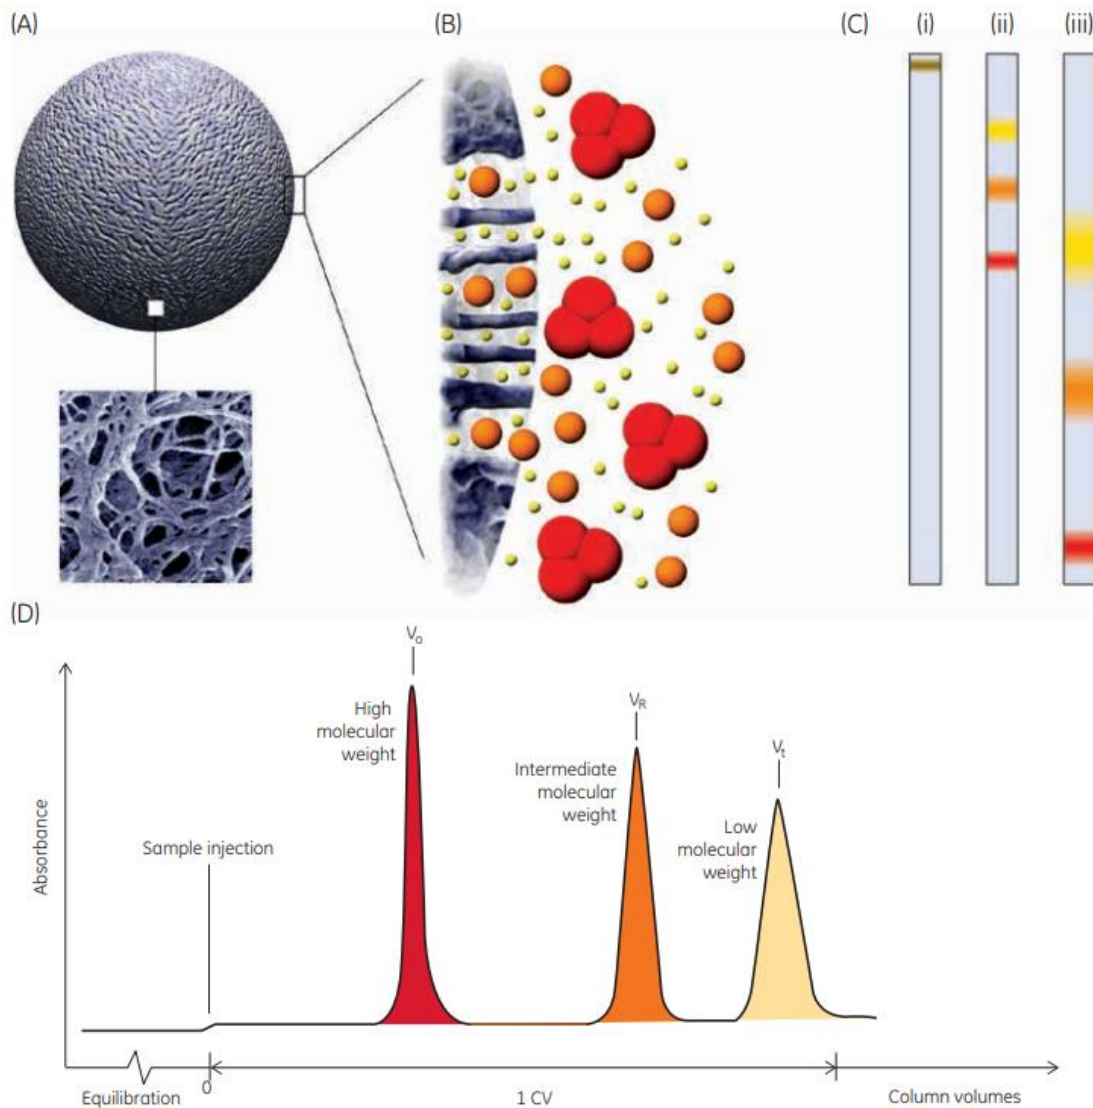 (A)
(B)
(C)
(i)
(ii)
(iii)
(D)
Vo
High
molecular
weight
VR
Intermediate
molecular
weight
Vt
Low
molecular
weight
Sample injection
Absorbance
Equilibration
0
1 CV
Column volumes